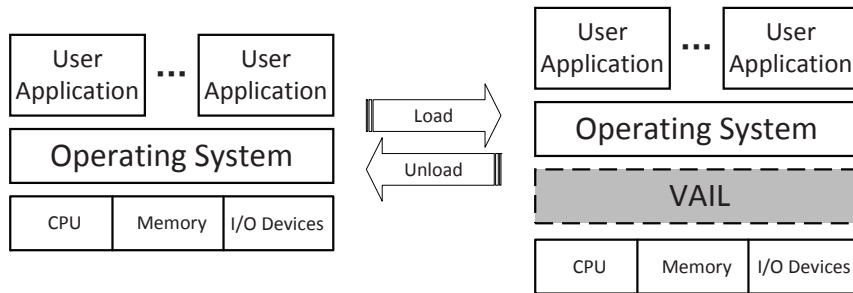 User
Application
...
User
Application
Operating System
CPU
Memory
I/O Devices
Load
Unload
User
Application
...
User
Application
Operating System
VAIL
CPU
Memory
I/O Devices